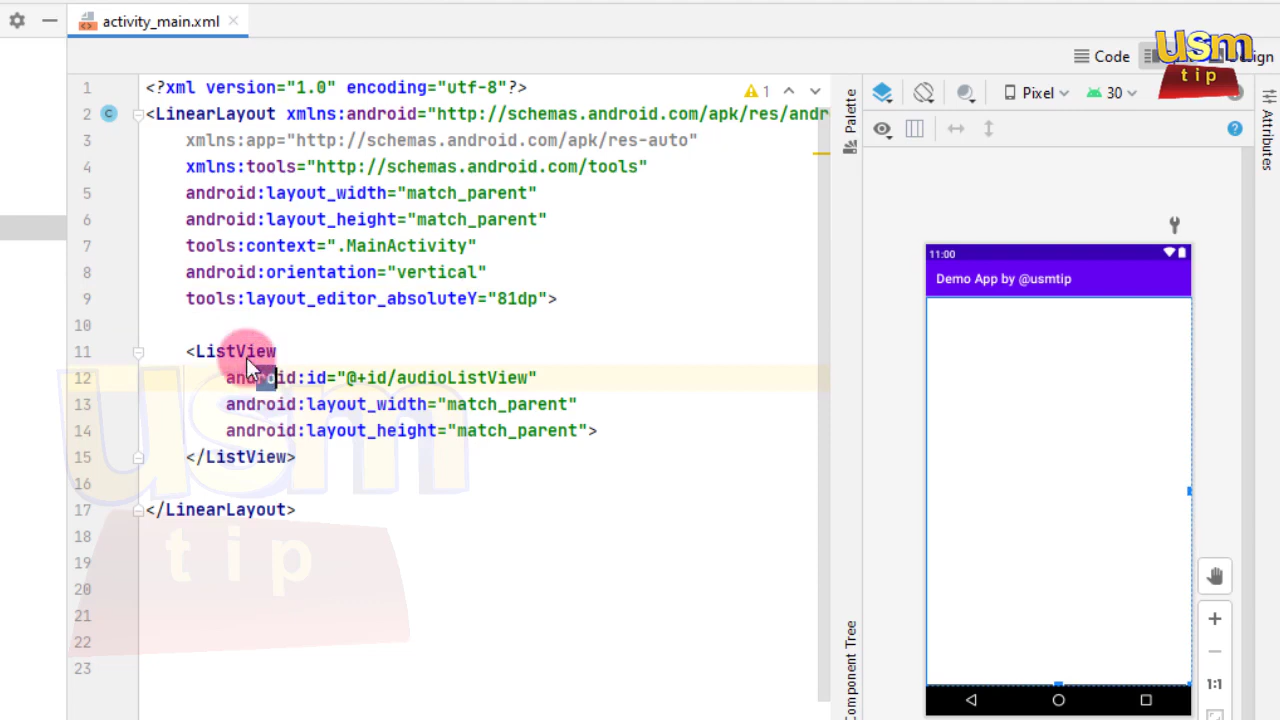 activity_main.xml
usm
tip
Code
1 <?xml version="1.0" encoding="utf-8"?>
1
2 <LinearLayout xmlns:android="http://schemas.android.com/apk/res/andr
3 xmlns:app="http://schemas.android.com/apk/res-auto"
4 xmlns:tools="http://schemas.android.com/tools"
5 android:layout_width="match_parent"
6 android:layout_height="match_parent"
7 tools:context=".MainActivity"
8 android:orientation="vertical"
9 tools:layout_editor_absoluteY="81dp">
10
11 <ListView
12 android:id="@+id/audioListView"
13 android:layout_width="match_parent"
14 android:layout_height="match_parent">
15 </ListView>
16
17 </LinearLayout>
18
19
20
21
22
23
usm
tip
Palette
Component Tree
Pixel
30
Attributes
11:00
Demo App by @usmtip
1:1